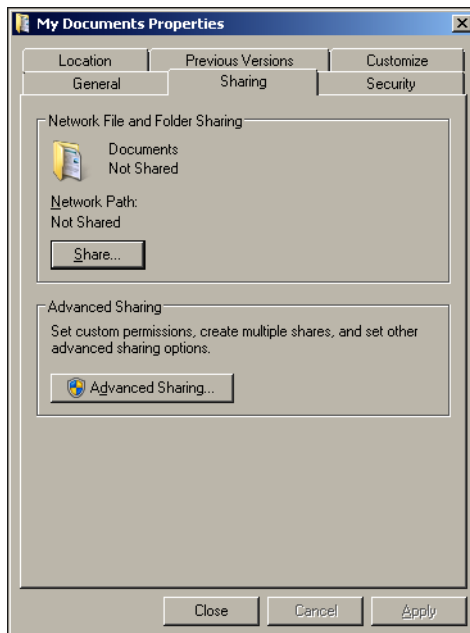 My Documents Properties
Location
Previous Versions
Customize
General
Sharing
Security
Network File and Folder Sharing
Documents
Not Shared
Network Path:
Not Shared
Share...
Advanced Sharing
Set custom permissions, create multiple shares, and set other
advanced sharing options.
Advanced Sharing...
Close
Cancel
Apply